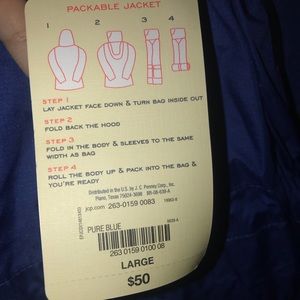 PACKABLE JACKET
1 2 3 4
STEP 1
LAY JACKET FACE DOWN & TURN BAG INSIDE OUT
STEP 2
FOLD BACK THE HOOD
STEP 3
FOLD IN THE BODY & SLEEVES TO THE SAME
WIDTH AS BAG
STEP 4
ROLL THE BODY UP & PACK INTO THE BAG &
YOU'RE READY
Distributed in the U.S. by J. C. Penney Corp., Inc.
Plano, Texas
jcp.com 263-0159 0083
PURE BLUE
263 0159 0100 08
LARGE
$50